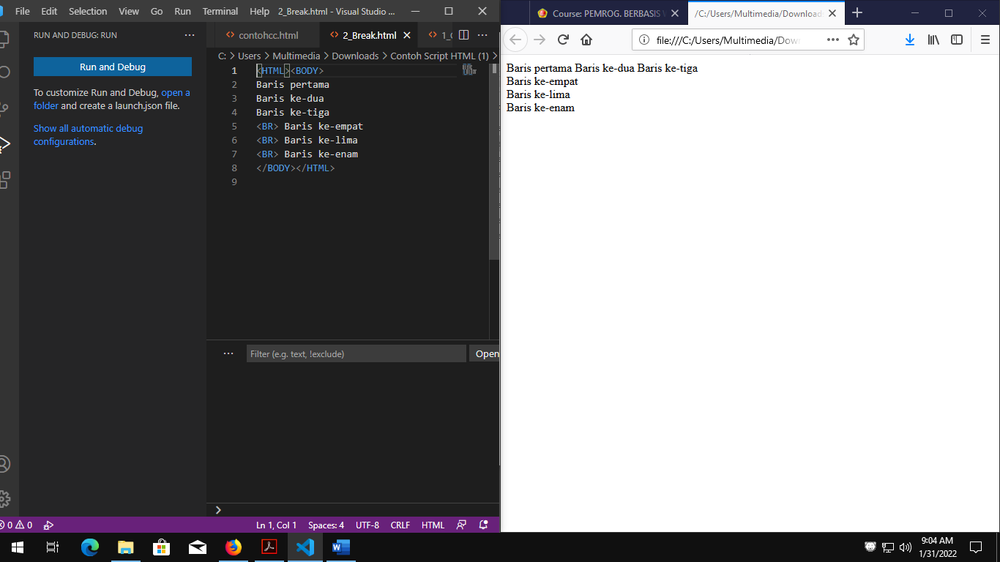 File Edit Selection View Go Run Terminal Help 2_Break.html - Visual Studio ...
RUN AND DEBUG: RUN
Run and Debug
To customize Run and Debug, open a
folder and create a launch.json file.
Show all automatic debug
configurations.
contohcc.html 2_Break.html
C: > Users > Multimedia > Downloads > Contoh Script HTML (1) >
1 <HTML><BODY>
2 Baris pertama
3 Baris ke-dua
4 Baris ke-tiga
5 <BR> Baris ke-empat
6 <BR> Baris ke-lima
7 <BR> Baris ke-enam
8 </BODY></HTML>
9
Filter (e.g. text, !exclude) Open
0 0 Ln 1, Col 1 Spaces: 4 UTF-8 CRLF HTML
Course: PEMROG. BERBASIS /C:/Users/Multimedia/Downloads
file:///C:/Users/Multimedia/Dow
Baris pertama Baris ke-dua Baris ke-tiga
Baris ke-empat
Baris ke-lima
Baris ke-enam
9:04 AM
1/31/2022